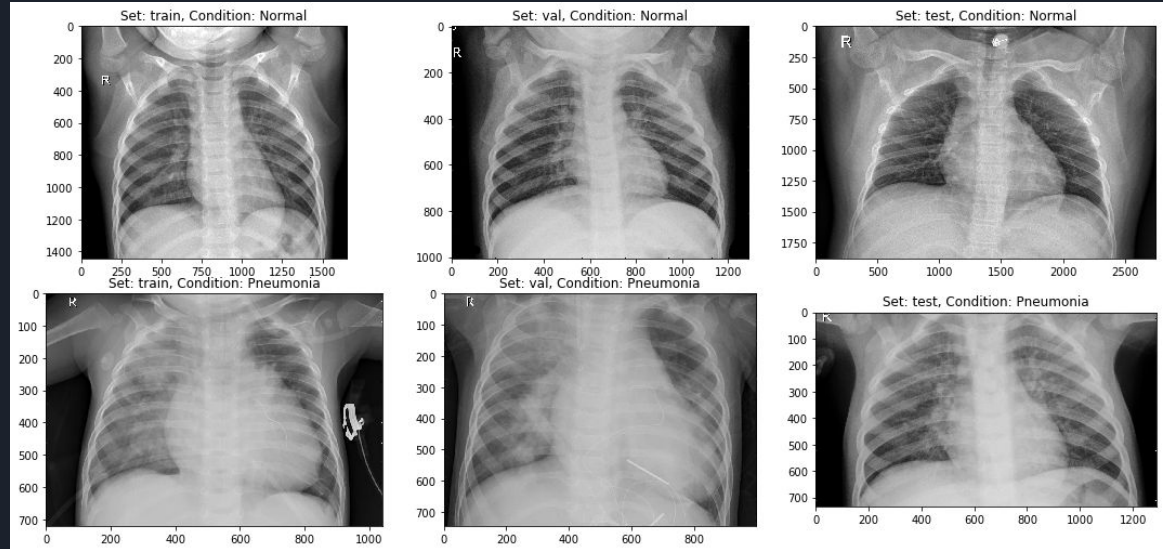 Set: train, Condition: Normal
Set: val, Condition: Normal
Set: test, Condition: Normal
0
200
400
600
800
1000
1200
1400
R
0 250 500 750 1000 1250 1500
0
200
400
600
800
1000
R
0 200 400 600 800 1000 1200
0
250
500
750
1000
1250
1500
1750
R
0 500 1000 1500 2000 2500
Set: train, Condition: Pneumonia
Set: val, Condition: Pneumonia
Set: test, Condition: Pneumonia
0
100
200
300
400
500
600
700
R
0 200 400 600 800 1000
0
100
200
300
400
500
600
700
R
0 200 400 600 800
0
100
200
300
400
500
600
700
R
0 200 400 600 800 1000 1200